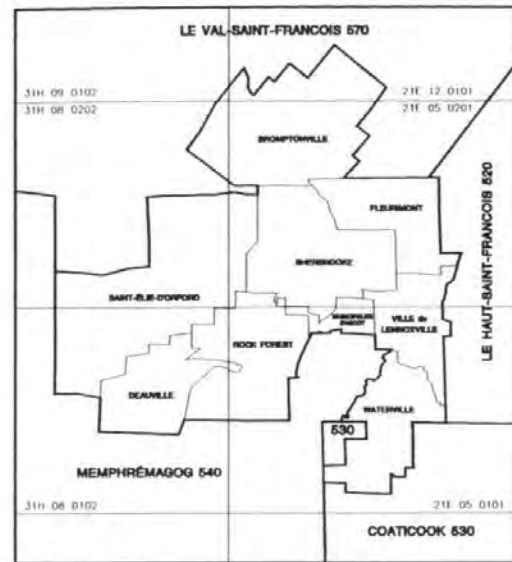 LE VAL-SAINT-FRANCOIS 570
31H 09 0102
21E 12 0101
31H 08 0202
21E 05 0201
BROMPTONVILLE
LE HAUT-SAINT-FRANCOIS 520
FLEURIMONT
SHERBROOKE
SAINT-ÉLIE-D'ORFORD
VILLE de
LENNOXVILLE
ROCK FOREST
DEAUVILLE
WATERVILLE
530
MEMPHRÉMAGOG 540
31H 08 0102
21E 05 0101
COATICOOK 530